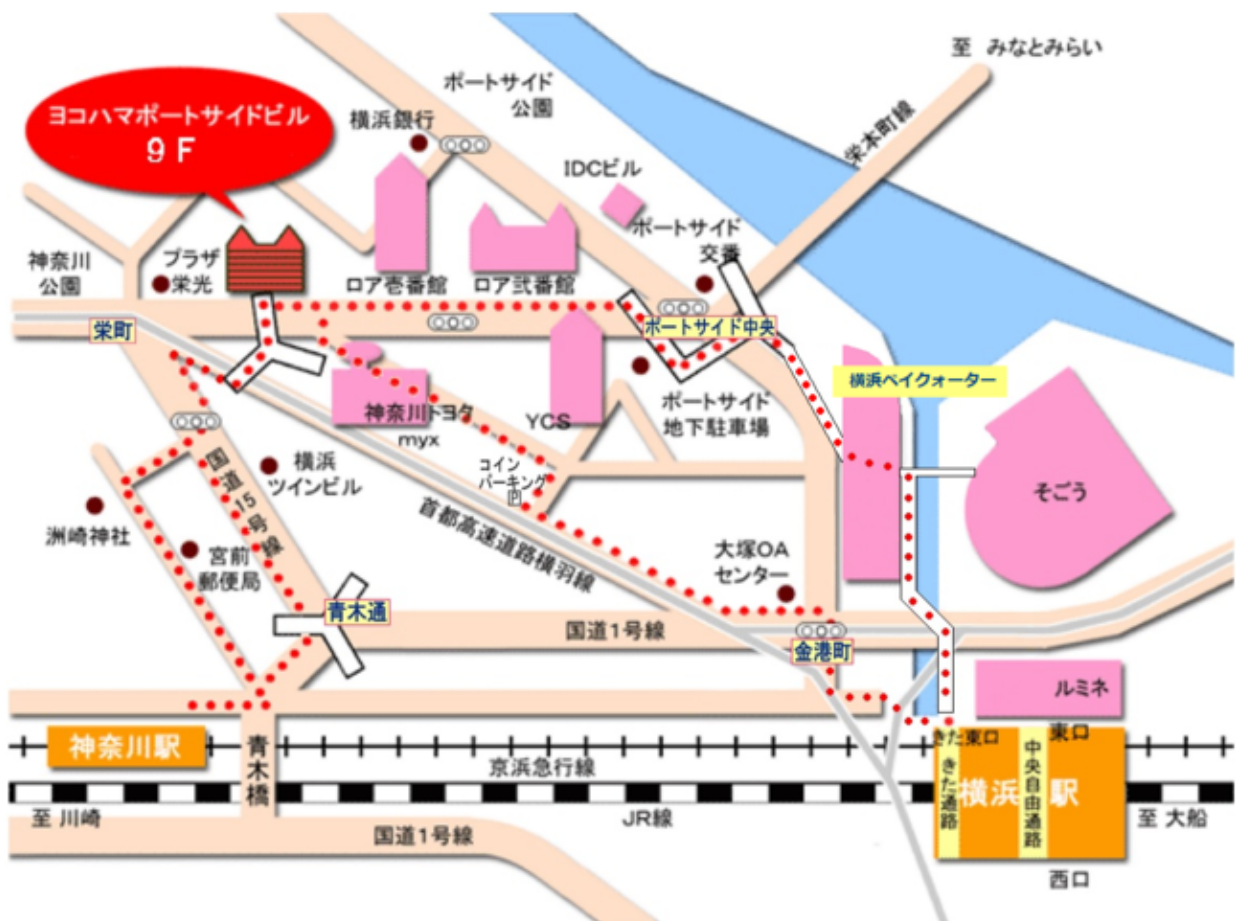 至 みなとみらい
ポートサイド
公園
ヨコハマポートサイドビル
9F
横浜銀行
栄本町線
IDCビル
ポートサイド
交番
神奈川
公園
プラザ
栄光
ロア壱番館
ロア弐番館
栄町
ポートサイド中央
横浜ベイクォーター
神奈川トヨタ
myx
YCS
ポートサイド
地下駐車場
コイン
パーキング
P
横浜
ツインビル
国道15号線
首都高速道路横羽線
そごう
洲崎神社
宮前
郵便局
大塚OA
センター
青木通
国道1号線
金港町
ルミネ
神奈川駅
青木橋
京浜急行線
きた東口
東口
きた通路
中央自由通路
横浜駅
至 川崎
JR線
至 大船
国道1号線
西口